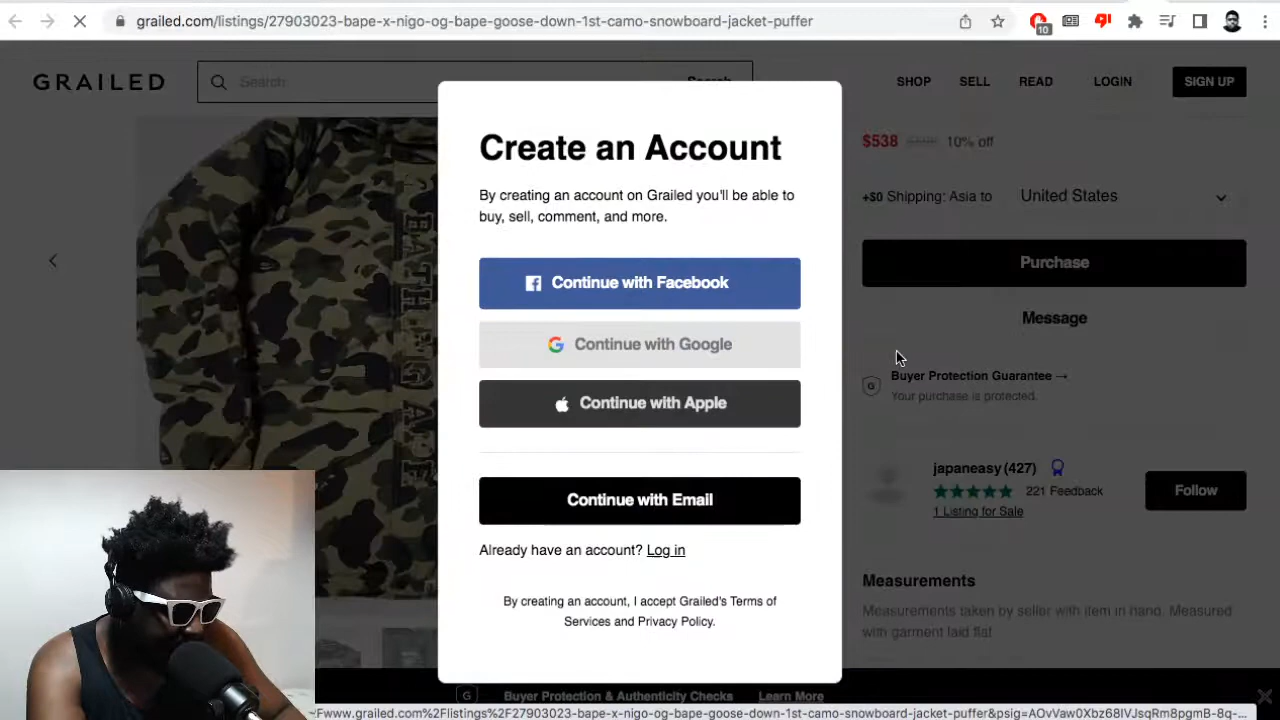 grailed.com/listings/27903023-bape-x-nigo-og-bape-goose-down-1st-camo-snowboard-jacket-puffer
10
GRAILED
Search
Search
SHOP
SELL
READ
LOGIN
SIGN UP
$538
10% off
+$0 Shipping: Asia to
United States
Purchase
Message
Buyer Protection Guarantee →
Your purchase is protected.
japaneasy (427)
221 Feedback
1 Listing for Sale
Follow
Measurements
Measurements taken by seller with item in hand. Measured
with garment laid flat
BATHING APE
Create an Account
By creating an account on Grailed you'll be able to
buy, sell, comment, and more.
Continue with Facebook
Continue with Google
Continue with Apple
Continue with Email
Already have an account? Log in
By creating an account, I accept Grailed's Terms of
Services and Privacy Policy.
G
Buyer Protection & Authenticity Checks
Learn More